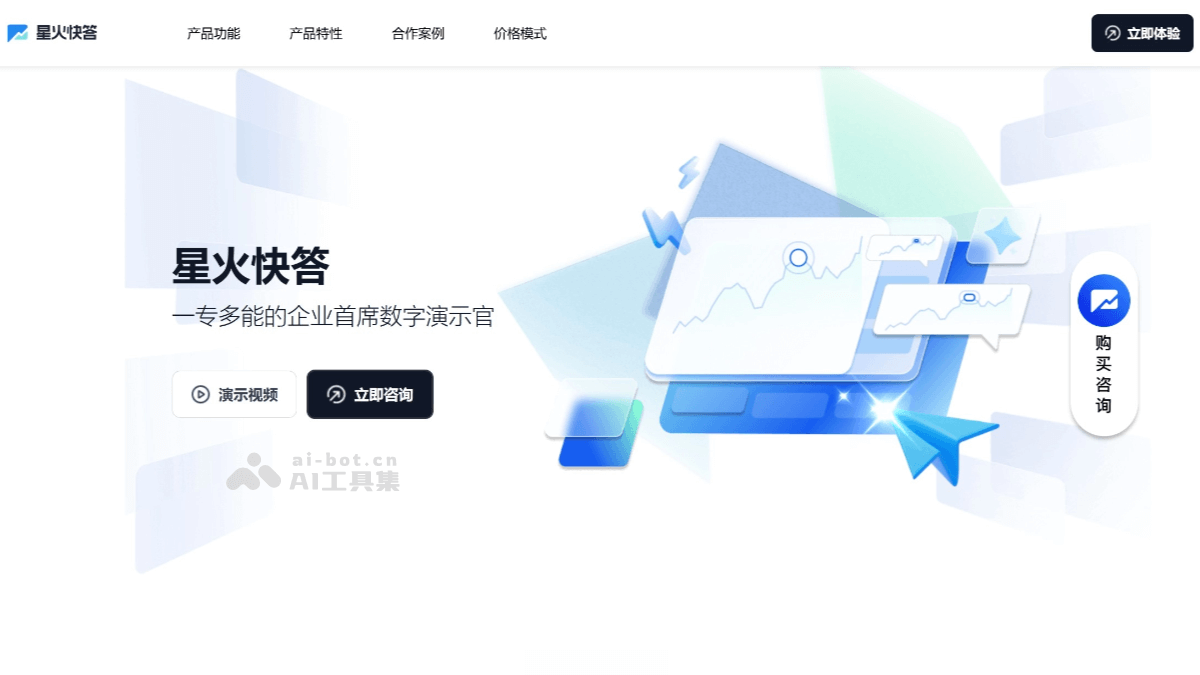 星火快答
产品功能
产品特性
合作案例
价格模式
立即体验
星火快答
一专多能的企业首席数字演示官
演示视频
立即咨询
购
买
咨
询
ai-bot.cn
AI工具集